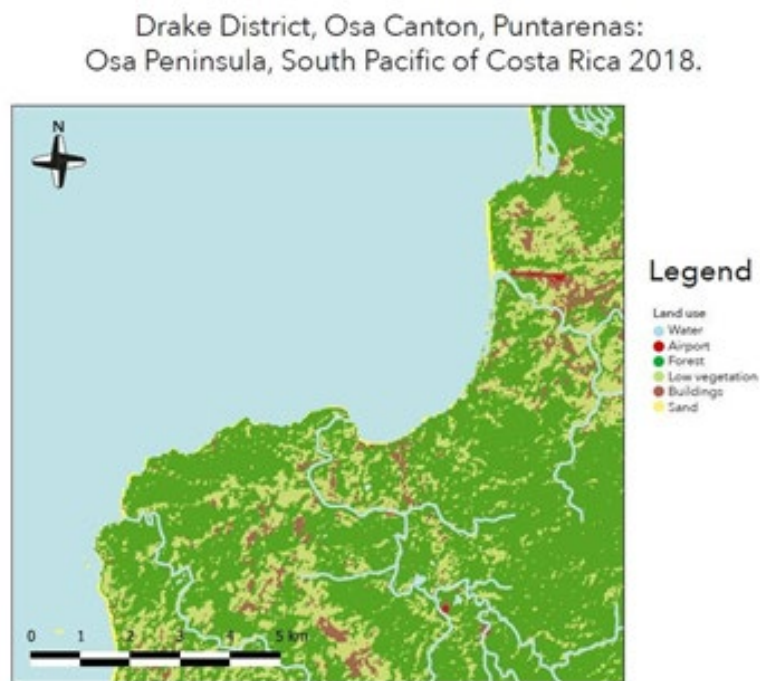 Drake District, Osa Canton, Puntarenas:
Osa Peninsula, South Pacific of Costa Rica 2018.
N
Legend
Land use
Water
Airport
Forest
Low vegetation
Buildings
Sand
0 1 2 3 4 5 km